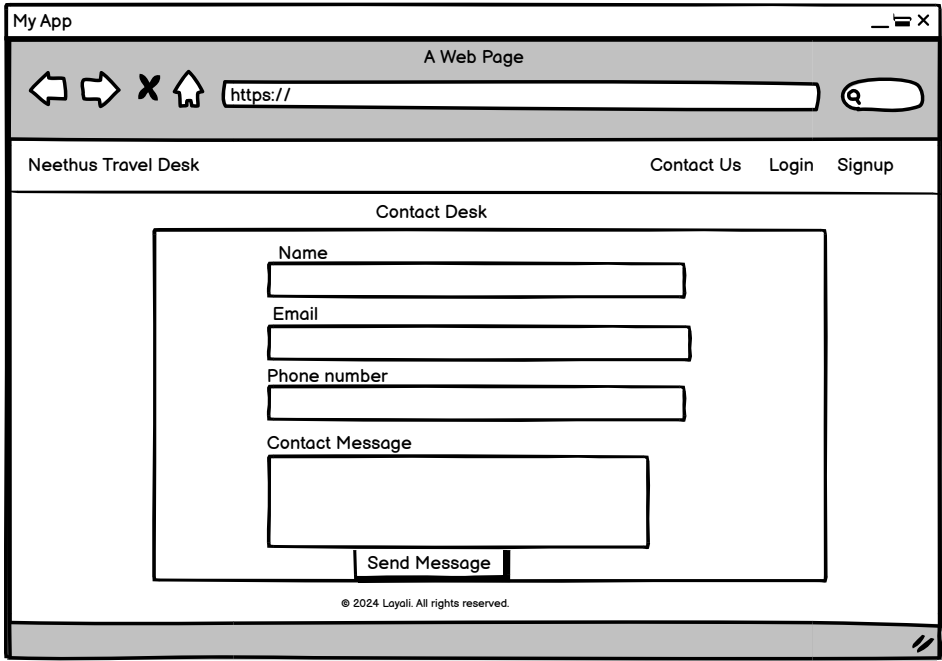 My App
A Web Page
https://
Neethus Travel Desk
Contact Us Login Signup
Contact Desk
Name
Email
Phone number
Contact Message
Send Message
© 2024 Layali. All rights reserved.